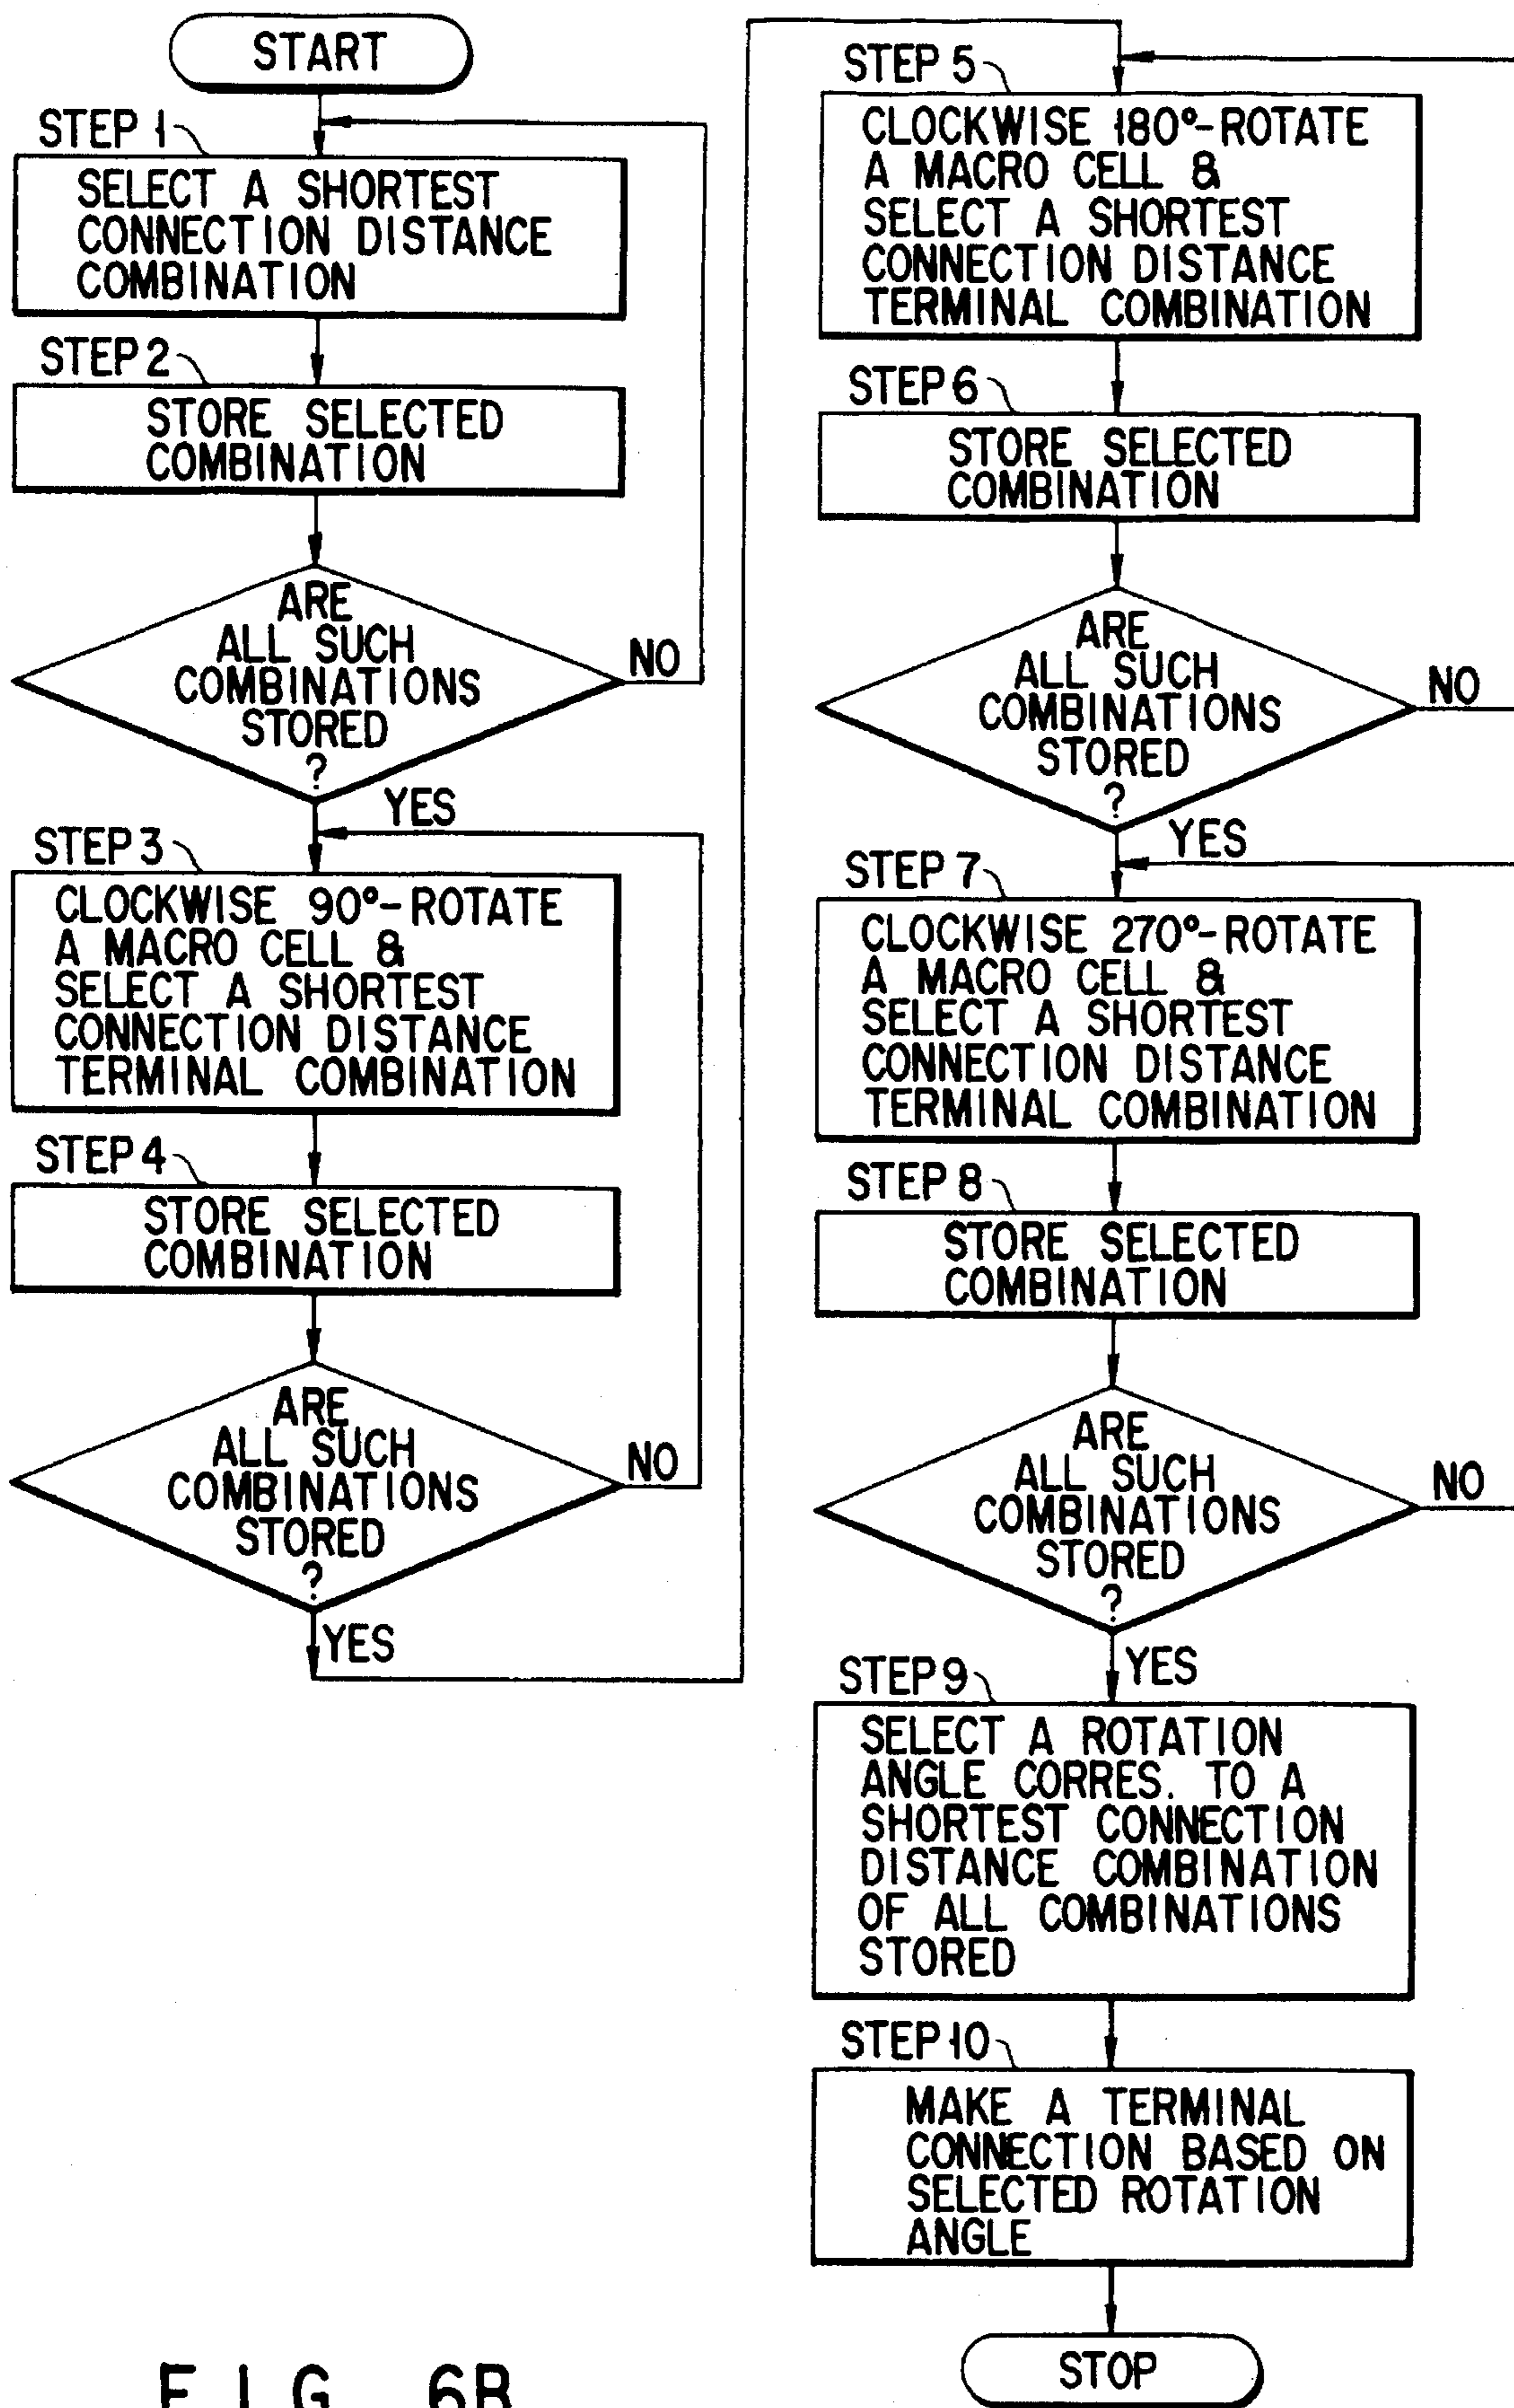 START
STEP 1
SELECT A SHORTEST
CONNECTION DISTANCE
COMBINATION
STEP 2
STORE SELECTED
COMBINATION
ARE
ALL SUCH
COMBINATIONS
STORED
?
NO
YES
STEP 3
CLOCKWISE 90°-ROTATE
A MACRO CELL &
SELECT A SHORTEST
CONNECTION DISTANCE
TERMINAL COMBINATION
STEP 4
STORE SELECTED
COMBINATION
ARE
ALL SUCH
COMBINATIONS
STORED
?
NO
YES
STEP 5
CLOCKWISE 180°-ROTATE
A MACRO CELL &
SELECT A SHORTEST
CONNECTION DISTANCE
TERMINAL COMBINATION
STEP 6
STORE SELECTED
COMBINATION
ARE
ALL SUCH
COMBINATIONS
STORED
?
NO
YES
STEP 7
CLOCKWISE 270°-ROTATE
A MACRO CELL &
SELECT A SHORTEST
CONNECTION DISTANCE
TERMINAL COMBINATION
STEP 8
STORE SELECTED
COMBINATION
ARE
ALL SUCH
COMBINATIONS
STORED
?
NO
YES
STEP 9
SELECT A ROTATION
ANGLE CORRES. TO A
SHORTEST CONNECTION
DISTANCE COMBINATION
OF ALL COMBINATIONS
STORED
STEP 10
MAKE A TERMINAL
CONNECTION BASED ON
SELECTED ROTATION
ANGLE
STOP
FIG. 6B